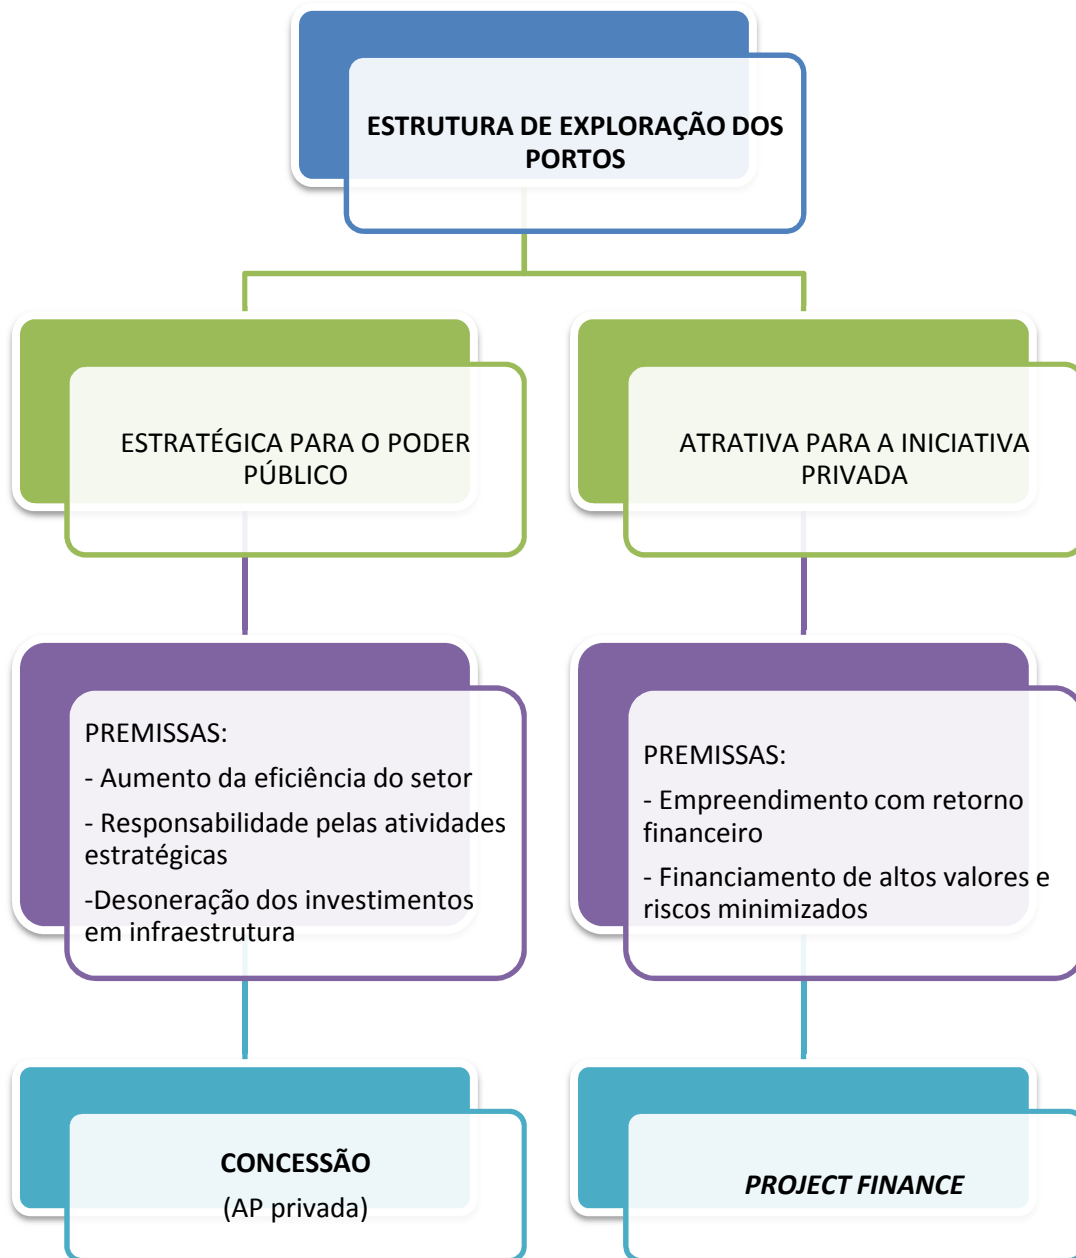 ESTRUTURA DE EXPLORAÇÃO DOS
PORTOS
ESTRATÉGICA PARA O PODER
PÚBLICO
ATRATIVA PARA A INICIATIVA
PRIVADA
PREMISSAS:
- Aumento da eficiência do setor
- Responsabilidade pelas atividades
estratégicas
-Desoneração dos investimentos
em infraestrutura
PREMISSAS:
- Empreendimento com retorno
financeiro
- Financiamento de altos valores e
riscos minimizados
CONCESSÃO
(AP privada)
PROJECT FINANCE